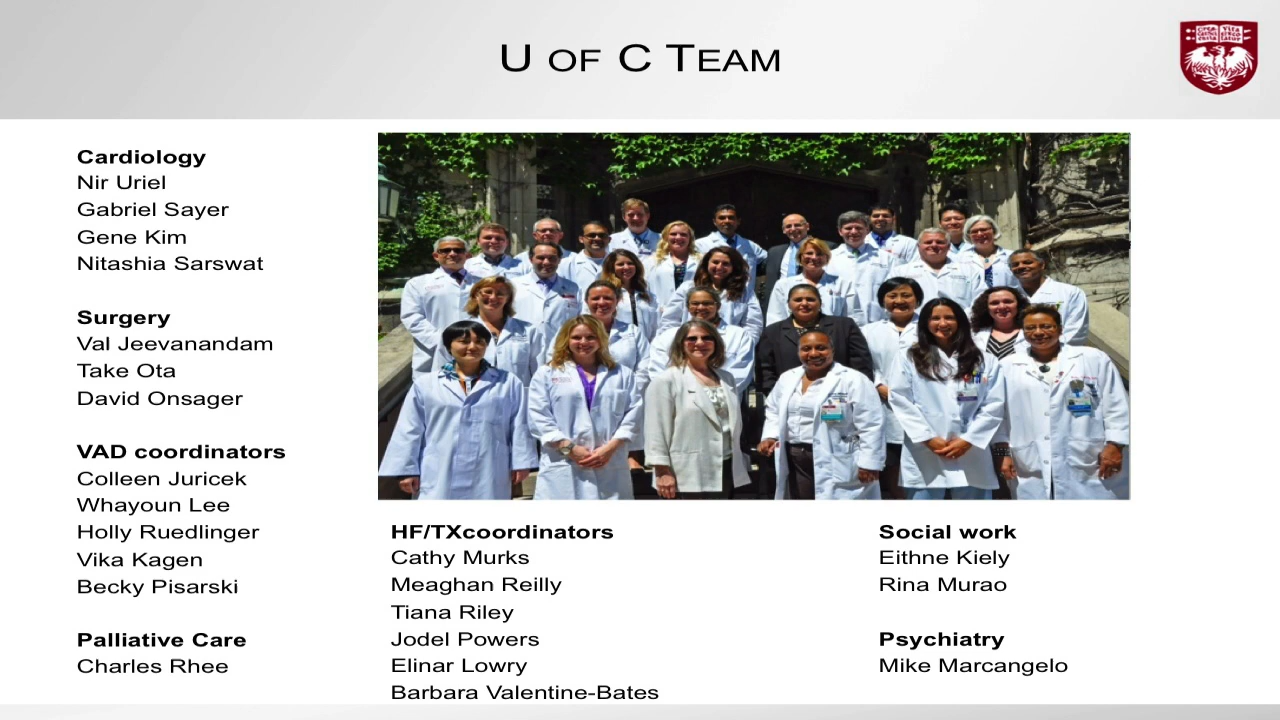 U OF C TEAM
Cardiology
Nir Uriel
Gabriel Sayer
Gene Kim
Nitashia Sarswat
Surgery
Val Jeevanandam
Take Ota
David Onsager
VAD coordinators
Colleen Juricek
Whayoun Lee
Holly Ruedlinger
Vika Kagen
Becky Pisarski
Palliative Care
Charles Rhee
HF/TXcoordinators
Cathy Murks
Meaghan Reilly
Tiana Riley
Jodel Powers
Elinar Lowry
Barbara Valentine-Bates
Social work
Eithne Kiely
Rina Murao
Psychiatry
Mike Marcangelo